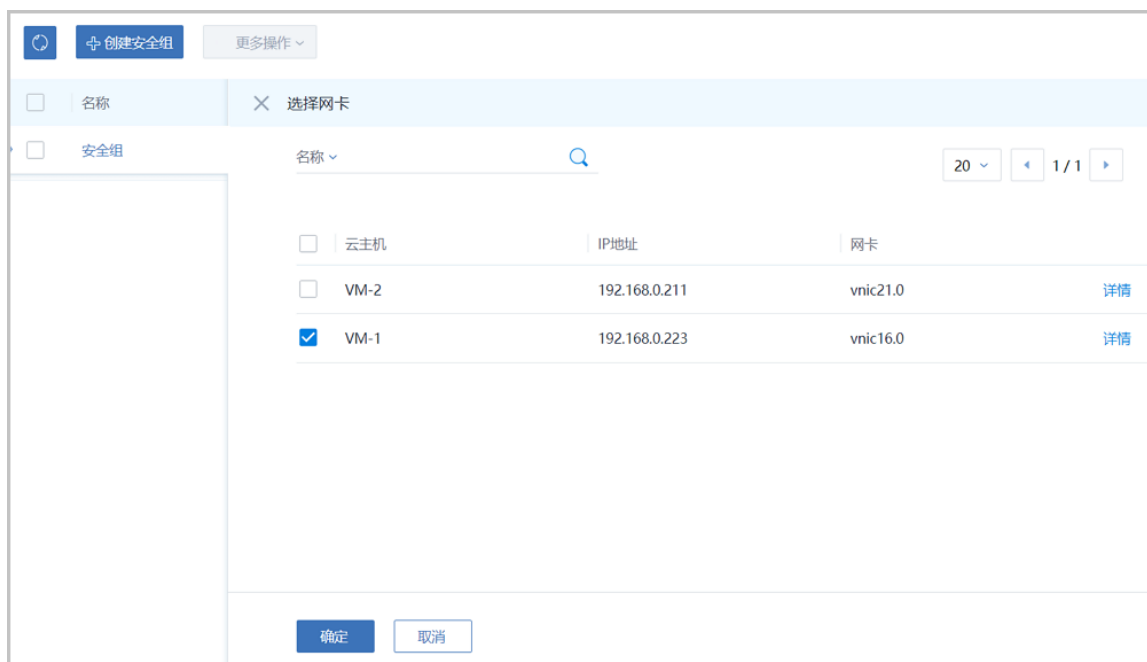 创建安全组 更多操作
名称 选择网卡
安全组 名称 20 1 / 1
云主机 IP地址 网卡
VM-2 192.168.0.211 vnic21.0 详情
VM-1 192.168.0.223 vnic16.0 详情
确定 取消